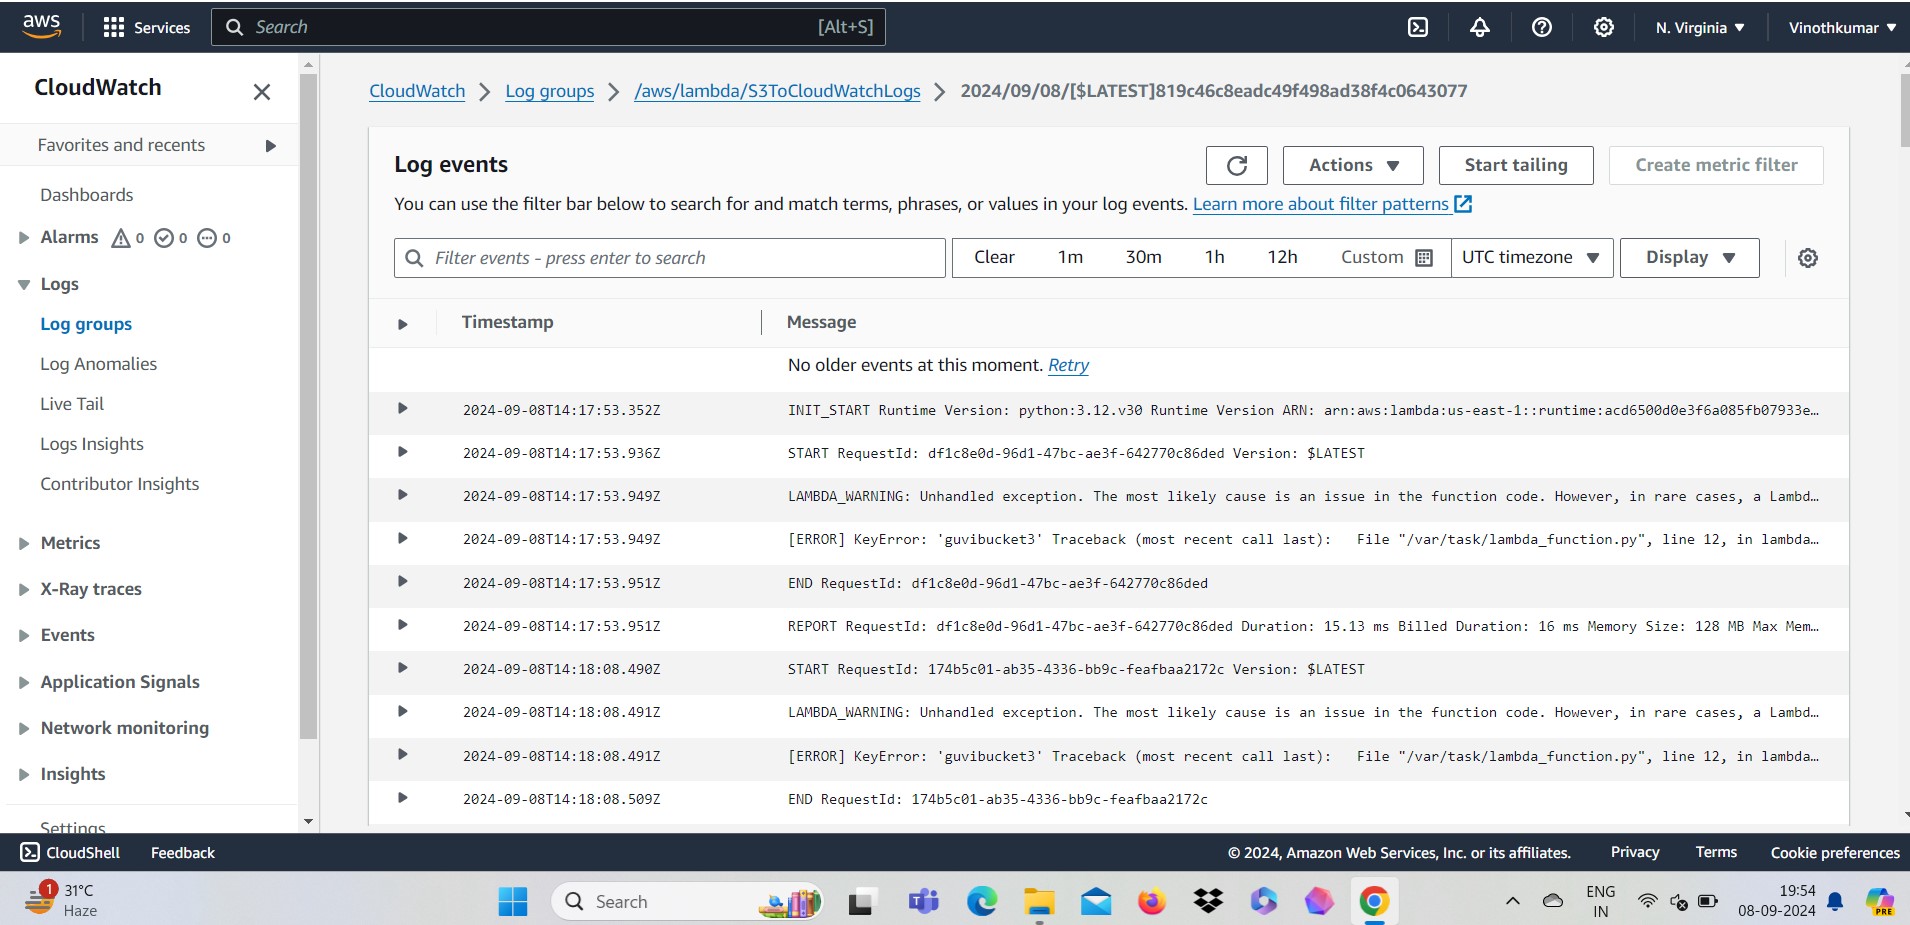 aws
Services
Search [Alt+S]
N. Virginia
Vinothkumar
CloudWatch
Favorites and recents
Dashboards
Alarms 0 0 0
Logs
Log groups
Log Anomalies
Live Tail
Logs Insights
Contributor Insights
Metrics
X-Ray traces
Events
Application Signals
Network monitoring
Insights
Settings
CloudWatch > Log groups > /aws/lambda/S3ToCloudWatchLogs > 2024/09/08/[$LATEST]819c46c8eadc49f498ad38f4c0643077
Log events
Actions
Start tailing
Create metric filter
You can use the filter bar below to search for and match terms, phrases, or values in your log events. Learn more about filter patterns
Filter events - press enter to search
Clear 1m 30m 1h 12h Custom UTC timezone Display
Timestamp Message
No older events at this moment. Retry
2024-09-08T14:17:53.352Z INIT_START Runtime Version: python:3.12.v30 Runtime Version ARN: arn:aws:lambda:us-east-1::runtime:acd6500d0e3f6a085fb07933e…
2024-09-08T14:17:53.936Z START RequestId: df1c8e0d-96d1-47bc-ae3f-642770c86ded Version: $LATEST
2024-09-08T14:17:53.949Z LAMBDA_WARNING: Unhandled exception. The most likely cause is an issue in the function code. However, in rare cases, a Lambd…
2024-09-08T14:17:53.949Z [ERROR] KeyError: 'guvibucket3' Traceback (most recent call last): File "/var/task/lambda_function.py", line 12, in lambda…
2024-09-08T14:17:53.951Z END RequestId: df1c8e0d-96d1-47bc-ae3f-642770c86ded
2024-09-08T14:17:53.951Z REPORT RequestId: df1c8e0d-96d1-47bc-ae3f-642770c86ded Duration: 15.13 ms Billed Duration: 16 ms Memory Size: 128 MB Max Mem…
2024-09-08T14:18:08.490Z START RequestId: 174b5c01-ab35-4336-bb9c-feafbaa2172c Version: $LATEST
2024-09-08T14:18:08.491Z LAMBDA_WARNING: Unhandled exception. The most likely cause is an issue in the function code. However, in rare cases, a Lambd…
2024-09-08T14:18:08.491Z [ERROR] KeyError: 'guvibucket3' Traceback (most recent call last): File "/var/task/lambda_function.py", line 12, in lambda…
2024-09-08T14:18:08.509Z END RequestId: 174b5c01-ab35-4336-bb9c-feafbaa2172c
CloudShell Feedback © 2024, Amazon Web Services, Inc. or its affiliates. Privacy Terms Cookie preferences
1
31°C
Haze
Search
T
ENG
IN
19:54
08-09-2024
PRE